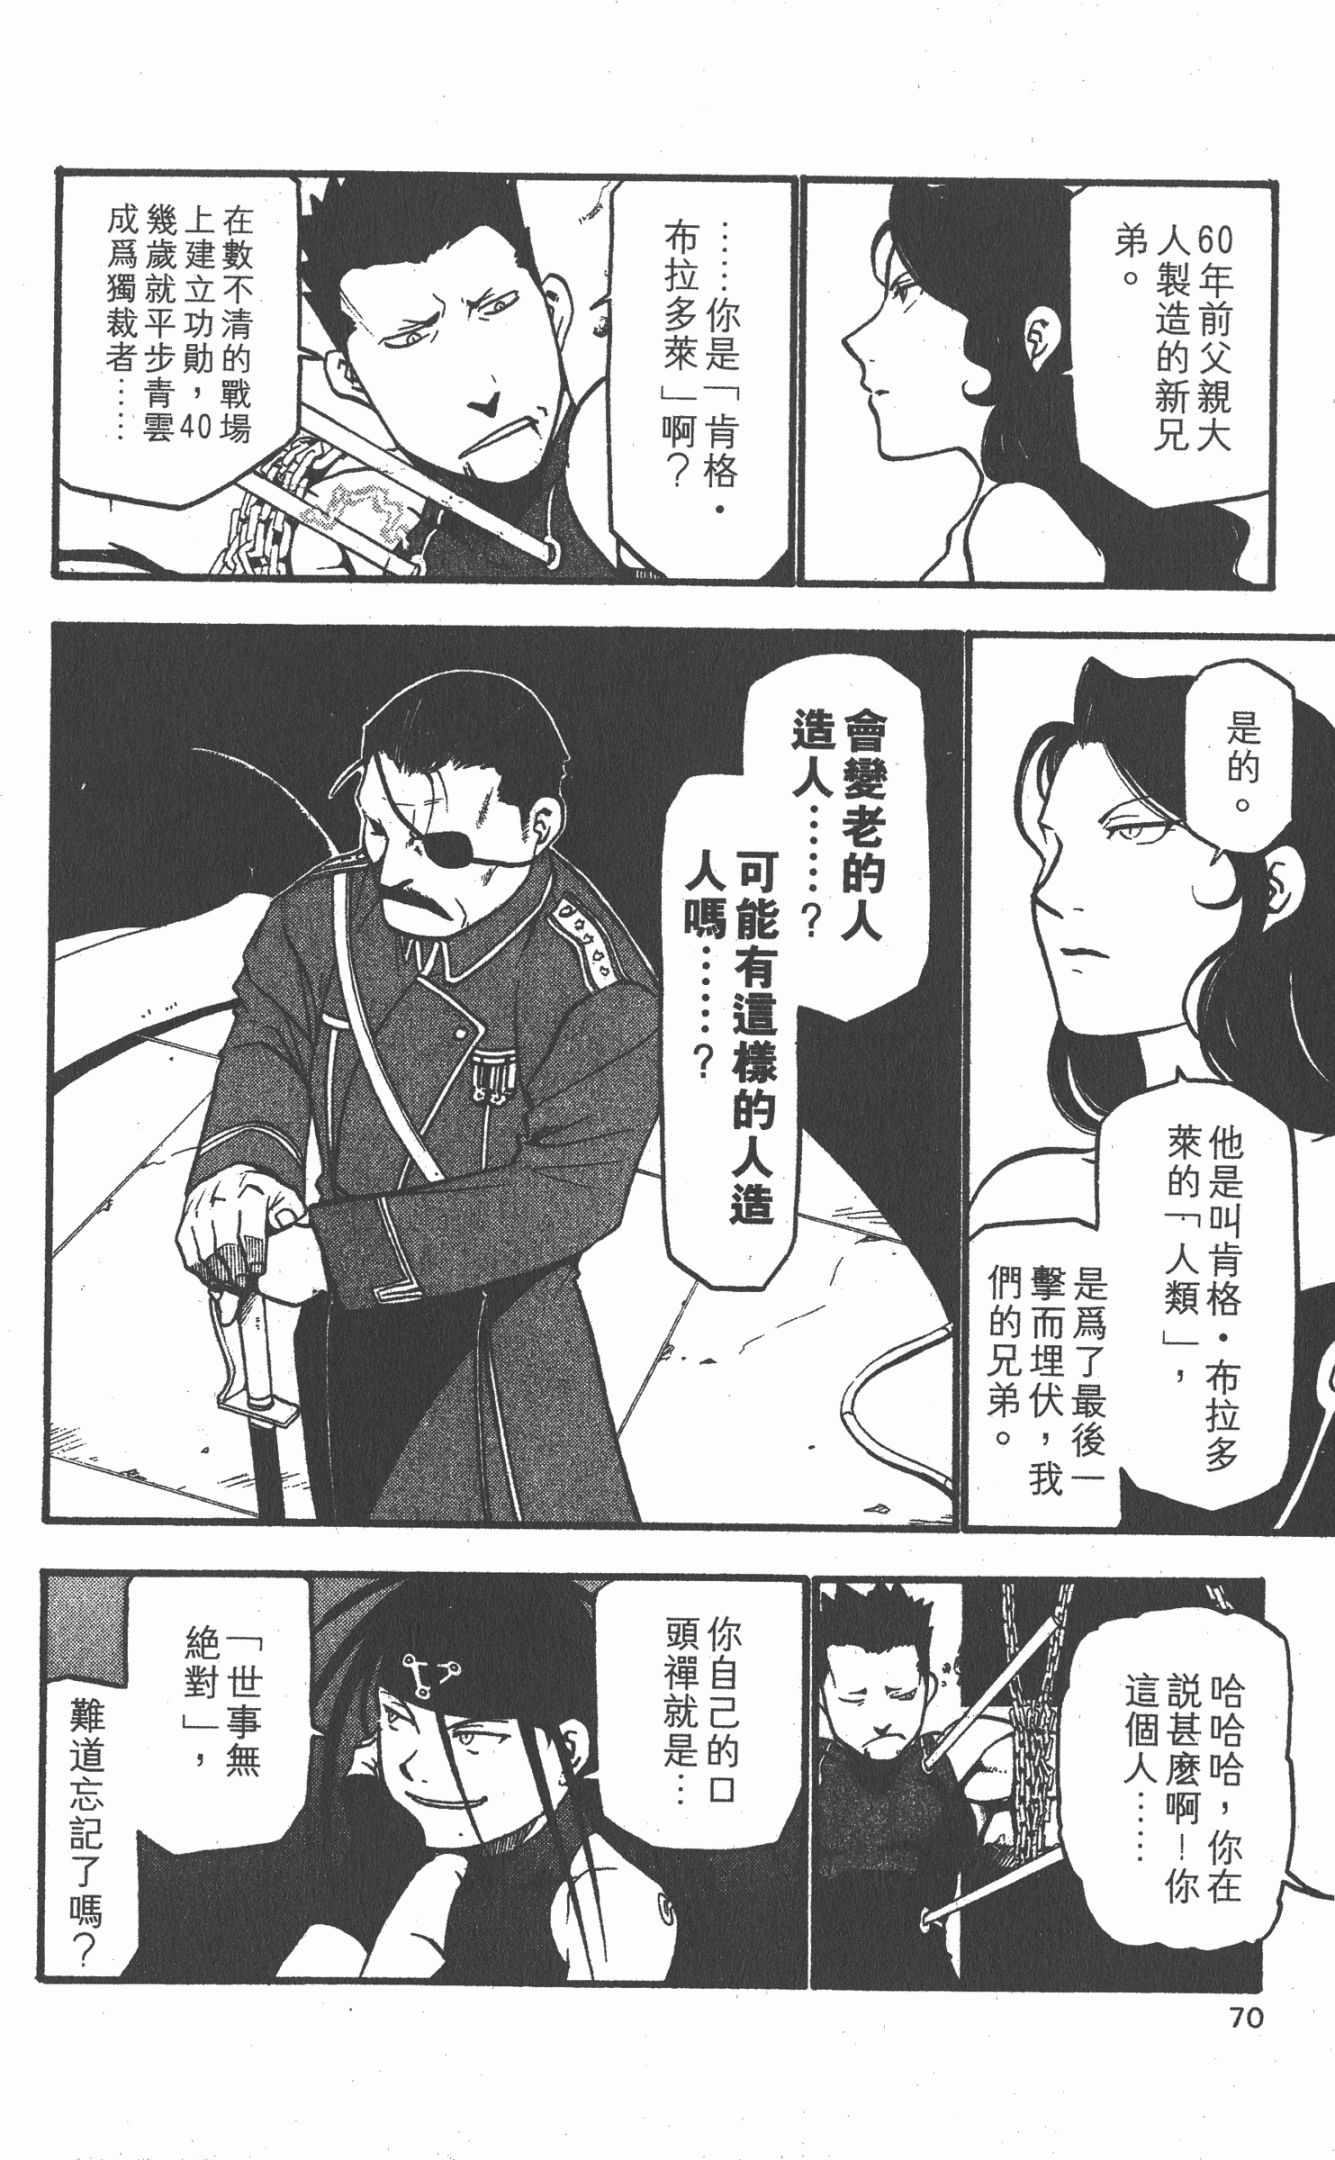 60年前父親大
人製造的新兄
弟。
……你是「肯格・
布拉多萊」啊？
在數不清的戰場
上建立功勛，40
幾歲就平步青雲
成爲獨裁者……
是的。
他是叫肯格・布拉多
萊的「人類」，
是爲了最後一
擊而埋伏，我
們的兄弟。
會變老的人
造人……？
可能有這樣的人造
人嗎……？
哈哈哈，你在
説甚麽啊！你
這個人……
你自己的口
頭禪就是…
「世事無
絕對」，
難道忘記了嗎？
70